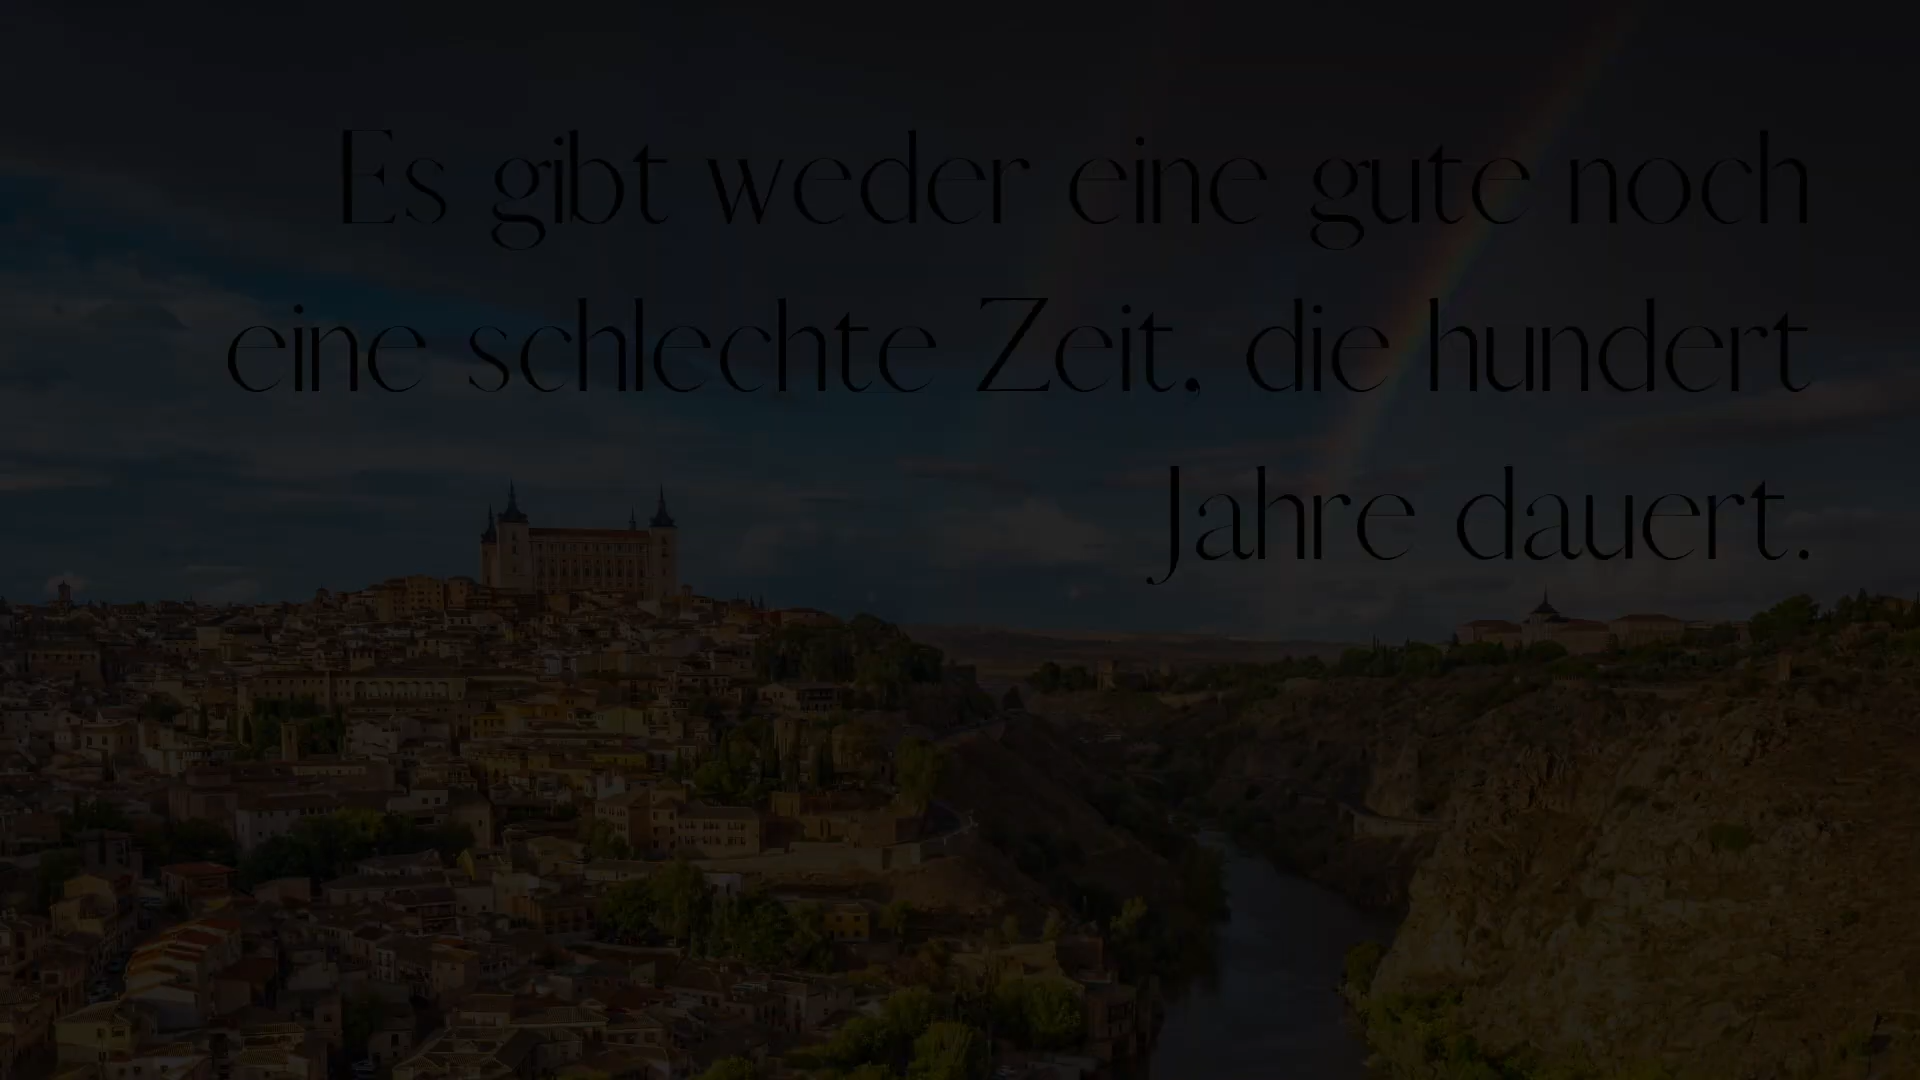 Es gibt weder eine gute noch
eine schlechte Zeit, die hundert
Jahre dauert.